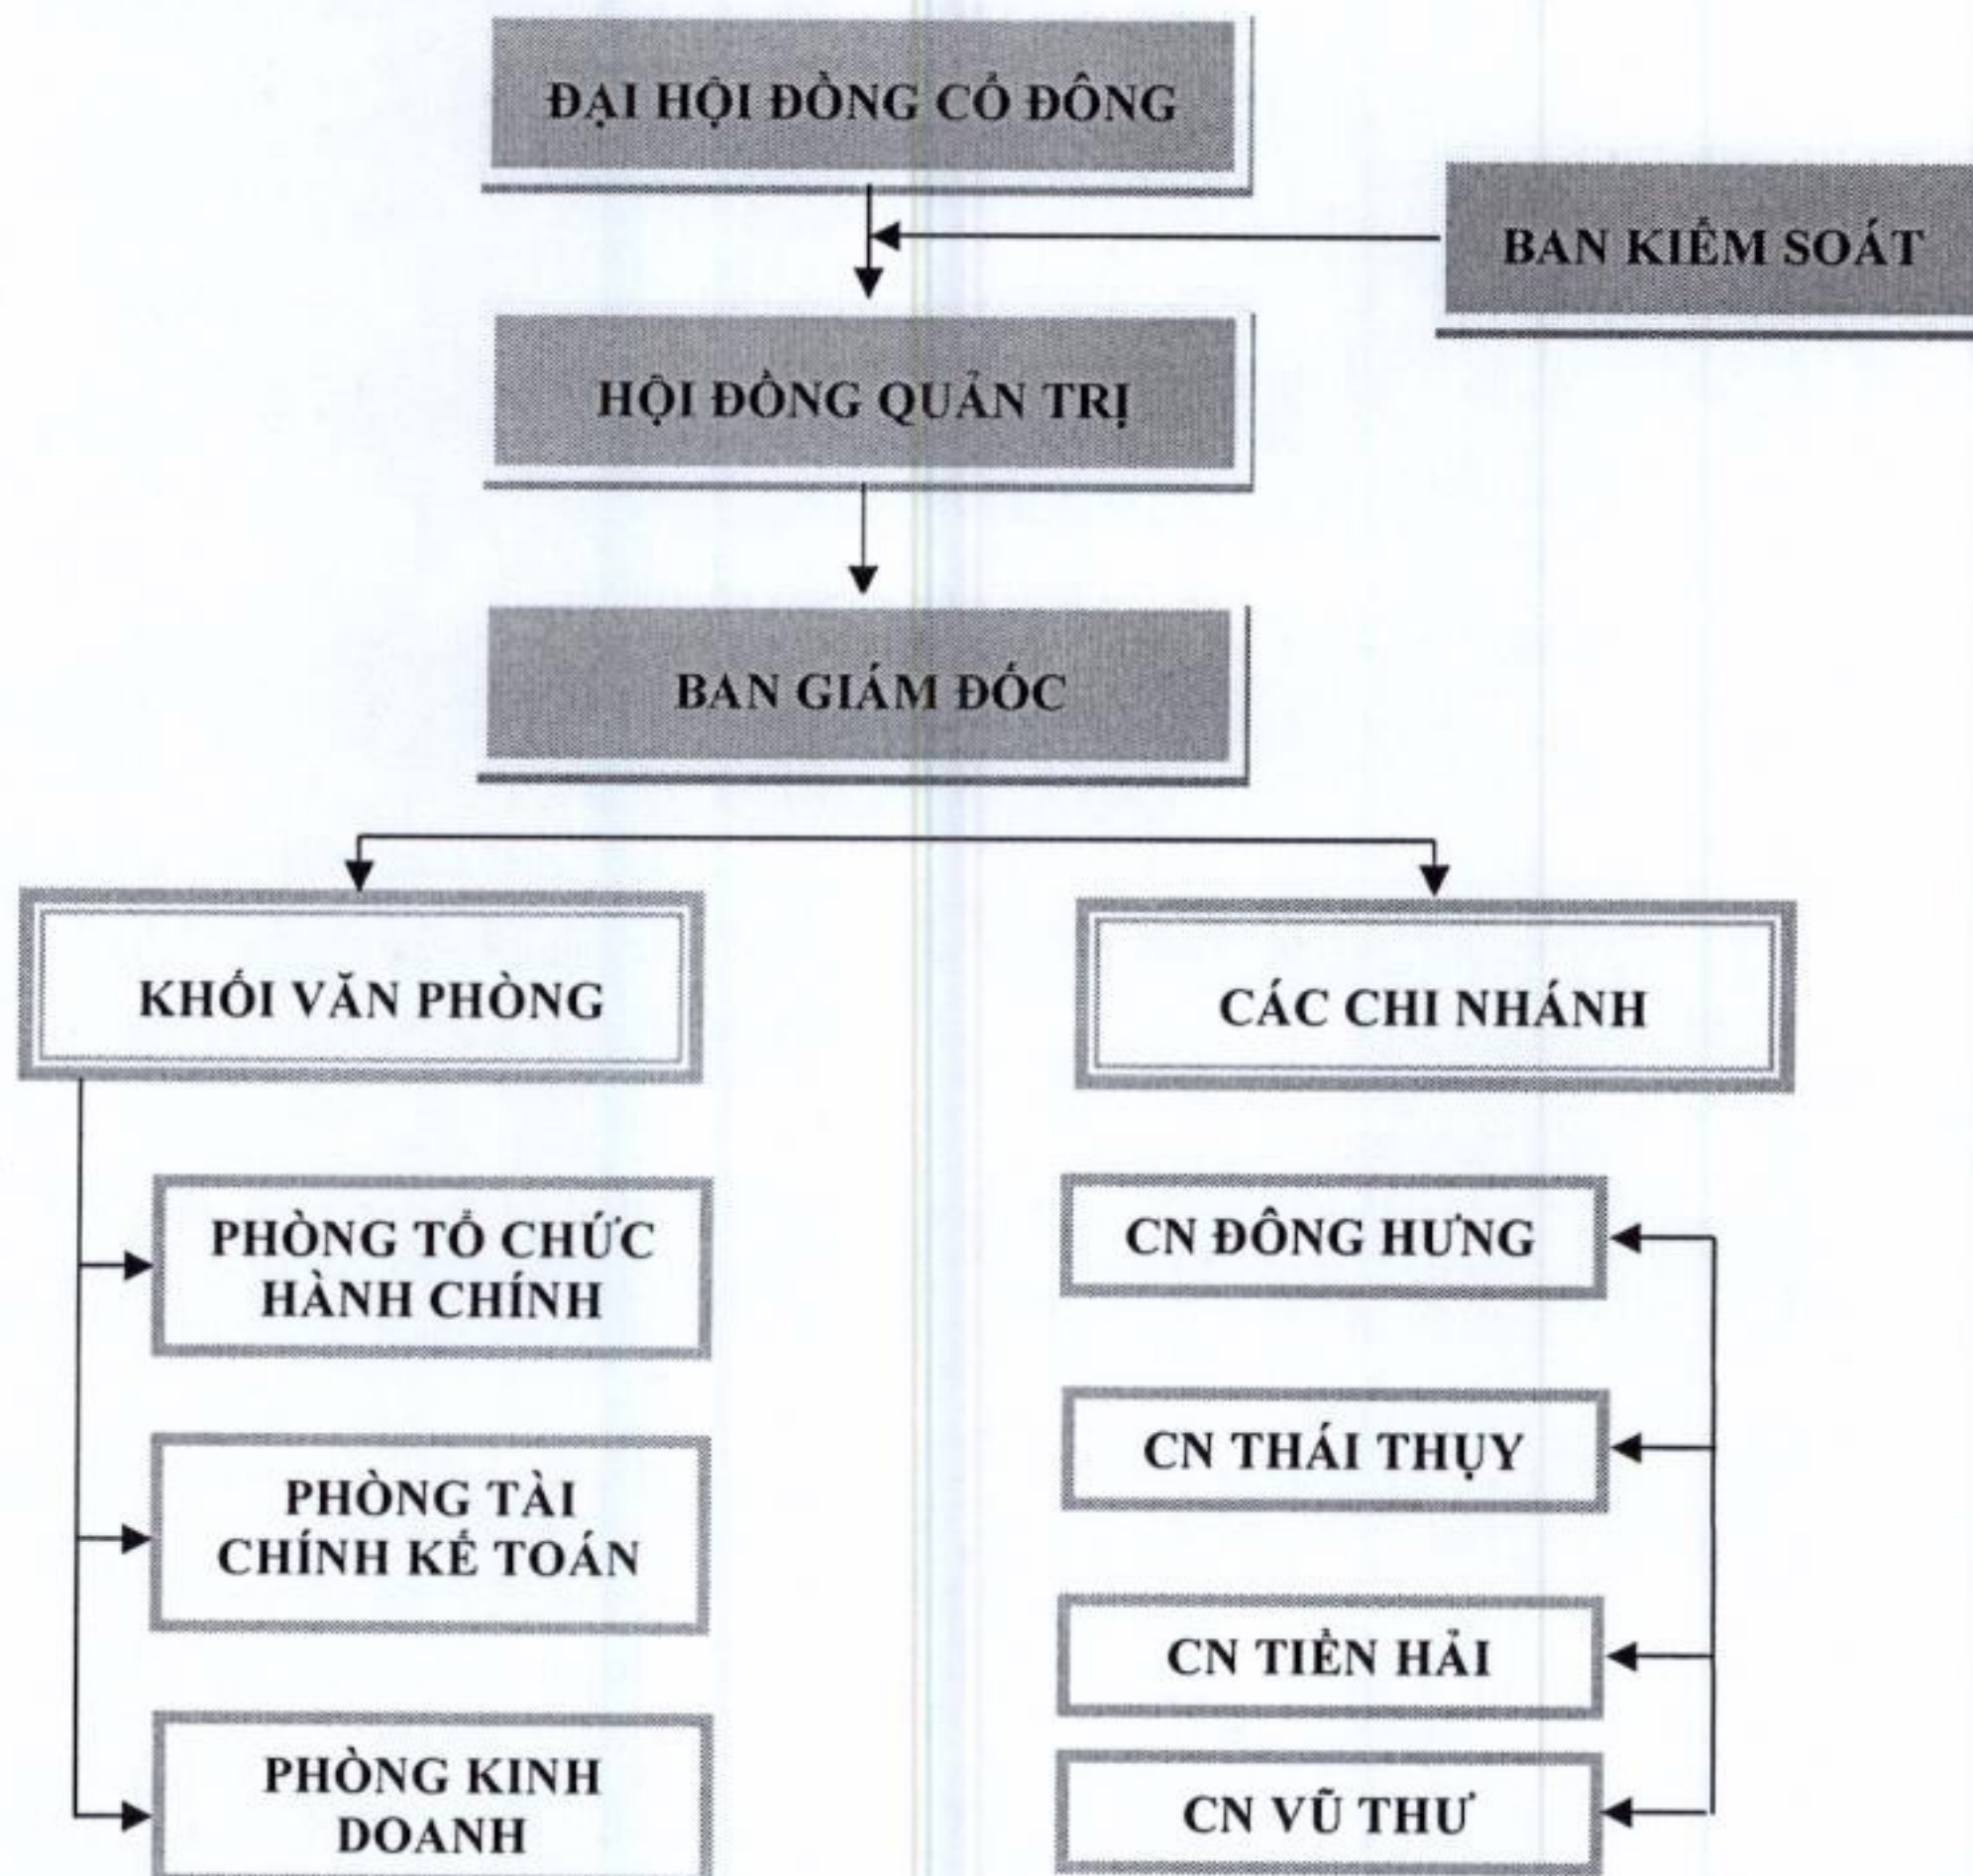 ĐẠI HỘI ĐỒNG CỔ ĐÔNG
BAN KIỂM SOÁT
HỘI ĐỒNG QUẢN TRỊ
BAN GIÁM ĐỐC
KHỐI VĂN PHÒNG
CÁC CHI NHÁNH
PHÒNG TỔ CHỨC
HÀNH CHÍNH
PHÒNG TÀI
CHÍNH KẾ TOÁN
PHÒNG KINH
DOANH
CN ĐÔNG HƯNG
CN THÁI THỤY
CN TIỀN HẢI
CN VŨ THƯ